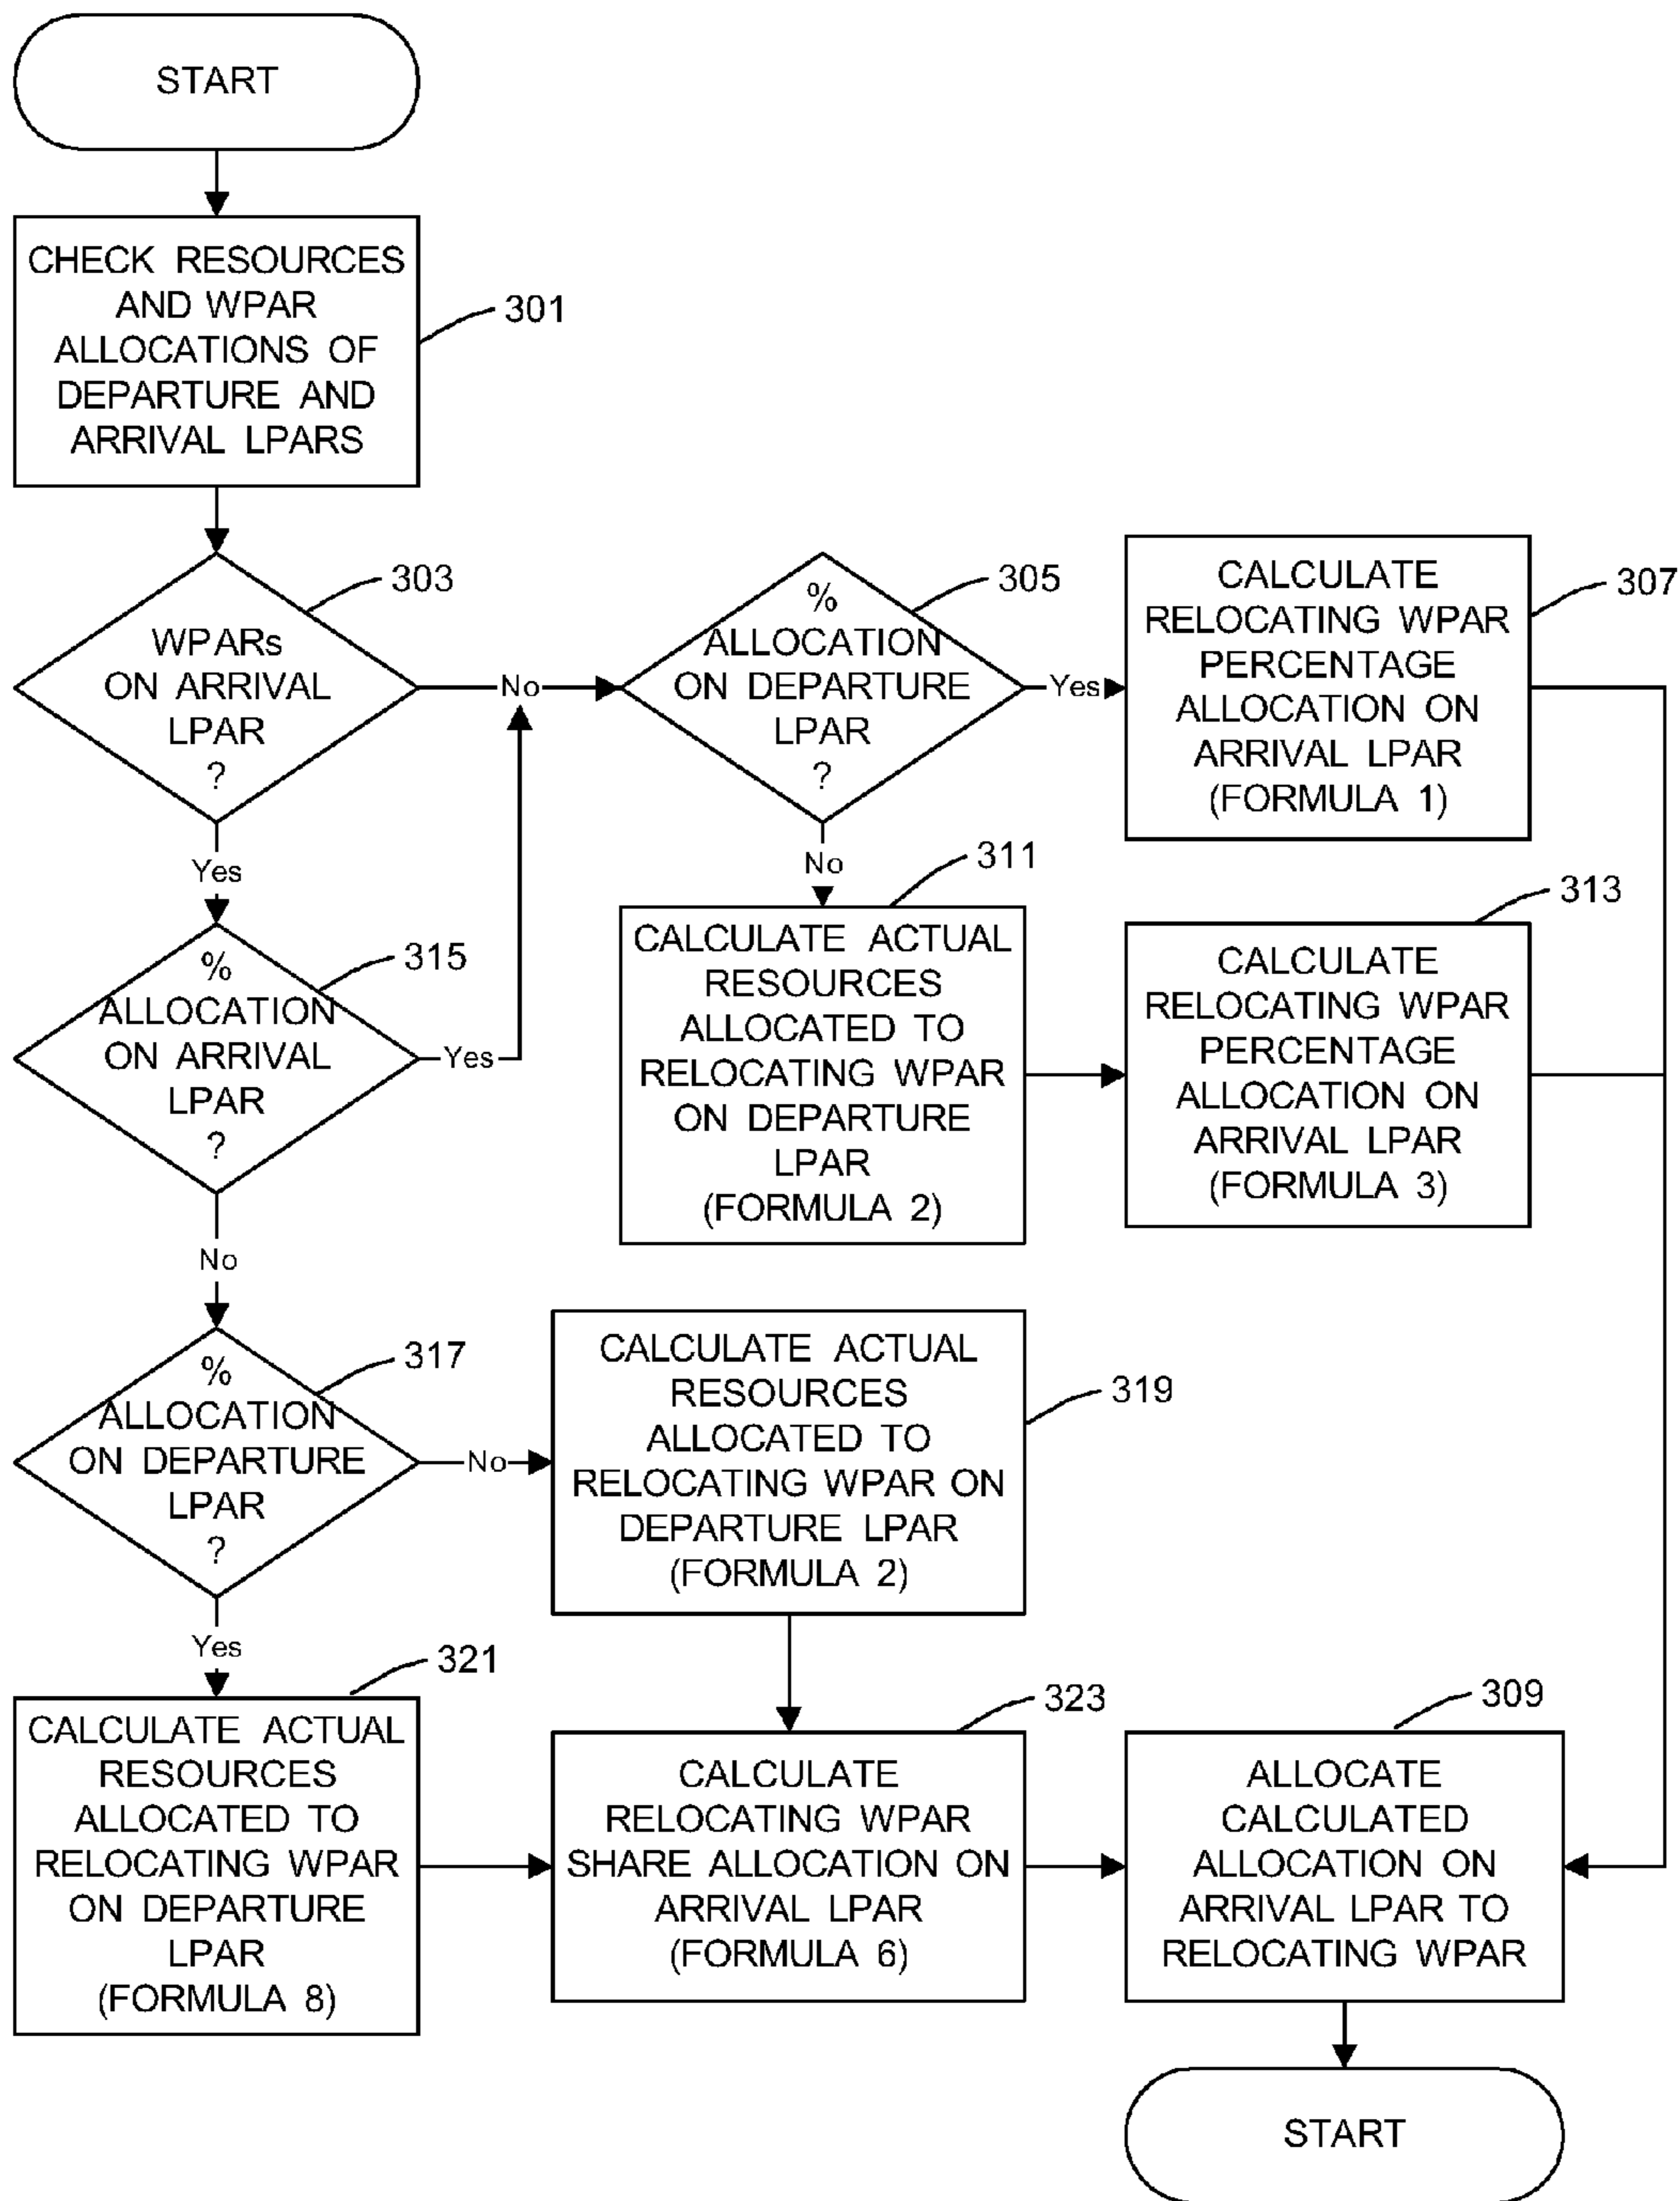 START
CHECK RESOURCES
AND WPAR
ALLOCATIONS OF
DEPARTURE AND
ARRIVAL LPARS
301
WPARs
ON ARRIVAL
LPAR
?
303
No
Yes
%
ALLOCATION
ON DEPARTURE
LPAR
?
305
Yes
No
CALCULATE
RELOCATING WPAR
PERCENTAGE
ALLOCATION ON
ARRIVAL LPAR
(FORMULA 1)
307
CALCULATE ACTUAL
RESOURCES
ALLOCATED TO
RELOCATING WPAR
ON DEPARTURE
LPAR
(FORMULA 2)
311
CALCULATE
RELOCATING WPAR
PERCENTAGE
ALLOCATION ON
ARRIVAL LPAR
(FORMULA 3)
313
%
ALLOCATION
ON ARRIVAL
LPAR
?
315
Yes
No
%
ALLOCATION
ON DEPARTURE
LPAR
?
317
No
Yes
CALCULATE ACTUAL
RESOURCES
ALLOCATED TO
RELOCATING WPAR ON
DEPARTURE LPAR
(FORMULA 2)
319
CALCULATE ACTUAL
RESOURCES
ALLOCATED TO
RELOCATING WPAR
ON DEPARTURE
LPAR
(FORMULA 8)
321
CALCULATE
RELOCATING WPAR
SHARE ALLOCATION ON
ARRIVAL LPAR
(FORMULA 6)
323
ALLOCATE
CALCULATED
ALLOCATION ON
ARRIVAL LPAR TO
RELOCATING WPAR
309
START